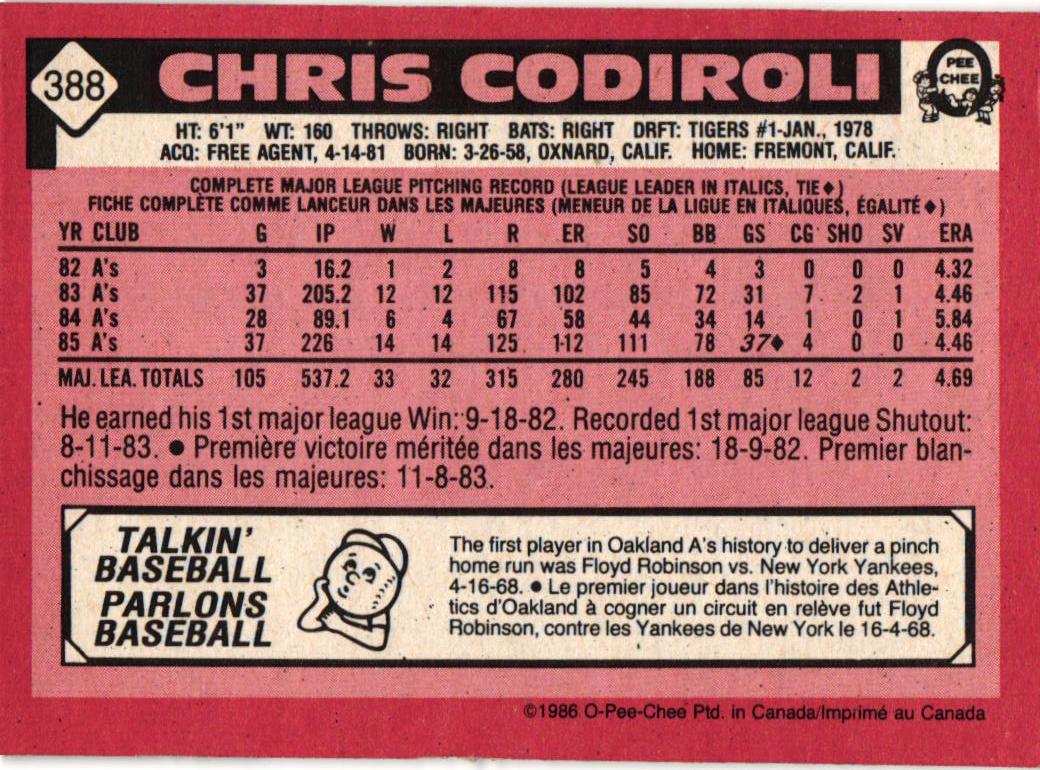 388
CHRIS CODIROLI
PEE
CHEE
HT: 6'1" WT: 160 THROWS: RIGHT BATS: RIGHT DRFT: TIGERS #1-JAN., 1978
ACQ: FREE AGENT, 4-14-81 BORN: 3-26-58, OXNARD, CALIF. HOME: FREMONT, CALIF.
COMPLETE MAJOR LEAGUE PITCHING RECORD (LEAGUE LEADER IN ITALICS, TIE♦)
FICHE COMPLÈTE COMME LANCEUR DANS LES MAJEURES (MENEUR DE LA LIGUE EN ITALIQUES, ÉGALITÉ♦)
YR CLUB G IP W L R ER SO BB GS CG SHO SV ERA
82 A's 3 16.2 1 2 8 8 5 4 3 0 0 0 4.32
83 A's 37 205.2 12 12 115 102 85 72 31 7 2 1 4.46
84 A's 28 89.1 6 4 67 58 44 34 14 1 0 1 5.84
85 A's 37 226 14 14 125 112 111 78 37♦ 4 0 0 4.46
MAJ. LEA. TOTALS 105 537.2 33 32 315 280 245 188 85 12 2 2 4.69
He earned his 1st major league Win: 9-18-82. Recorded 1st major league Shutout:
8-11-83. ● Première victoire méritée dans les majeures: 18-9-82. Premier blan-
chissage dans les majeures: 11-8-83.
TALKIN'
BASEBALL
PARLONS
BASEBALL
The first player in Oakland A's history to deliver a pinch
home run was Floyd Robinson vs. New York Yankees,
4-16-68. ● Le premier joueur dans l'histoire des Athle-
tics d'Oakland à cogner un circuit en relève fut Floyd
Robinson, contre les Yankees de New York le 16-4-68.
©1986 O-Pee-Chee Ptd. in Canada/Imprimé au Canada